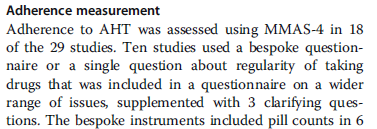 Adherence measurement
Adherence to AHT was assessed using MMAS-4 in 18
of the 29 studies. Ten studies used a bespoke question-
naire or a single question about regularity of taking
drugs that was included in a questionnaire on a wider
range of issues, supplemented with 3 clarifying ques-
tions. The bespoke instruments included pill counts in 6